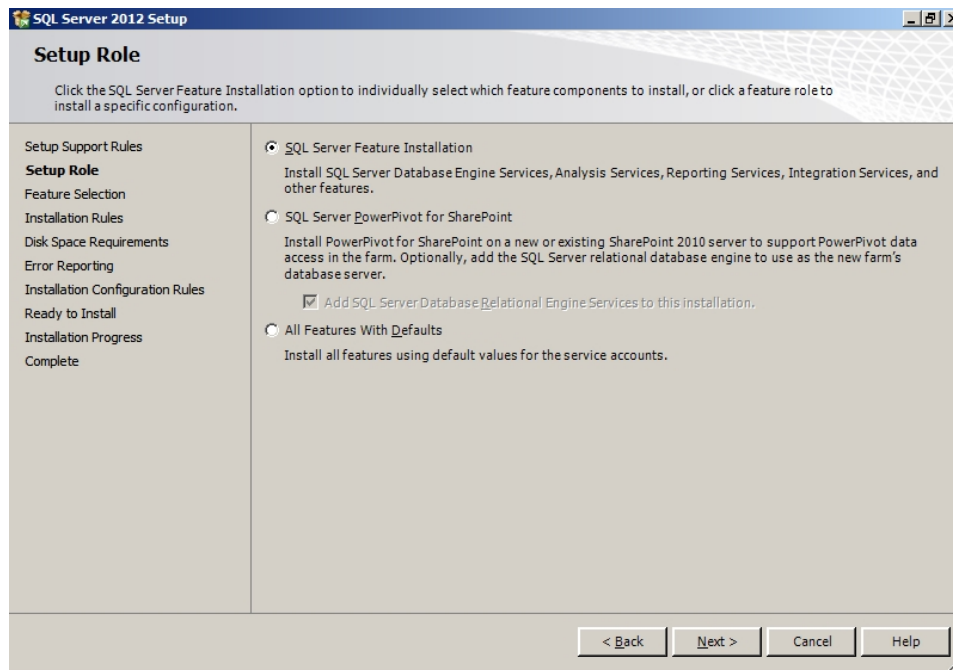 SQL Server 2012 Setup
Setup Role
Click the SQL Server Feature Installation option to individually select which feature components to install, or click a feature role to
install a specific configuration.
Setup Support Rules
Setup Role
Feature Selection
Installation Rules
Disk Space Requirements
Error Reporting
Installation Configuration Rules
Ready to Install
Installation Progress
Complete
SQL Server Feature Installation
Install SQL Server Database Engine Services, Analysis Services, Reporting Services, Integration Services, and
other features.
SQL Server PowerPivot for SharePoint
Install PowerPivot for SharePoint on a new or existing SharePoint 2010 server to support PowerPivot data
access in the farm. Optionally, add the SQL Server relational database engine to use as the new farm's
database server.
Add SQL Server Database Relational Engine Services to this installation.
All Features With Defaults
Install all features using default values for the service accounts.
< Back
Next >
Cancel
Help